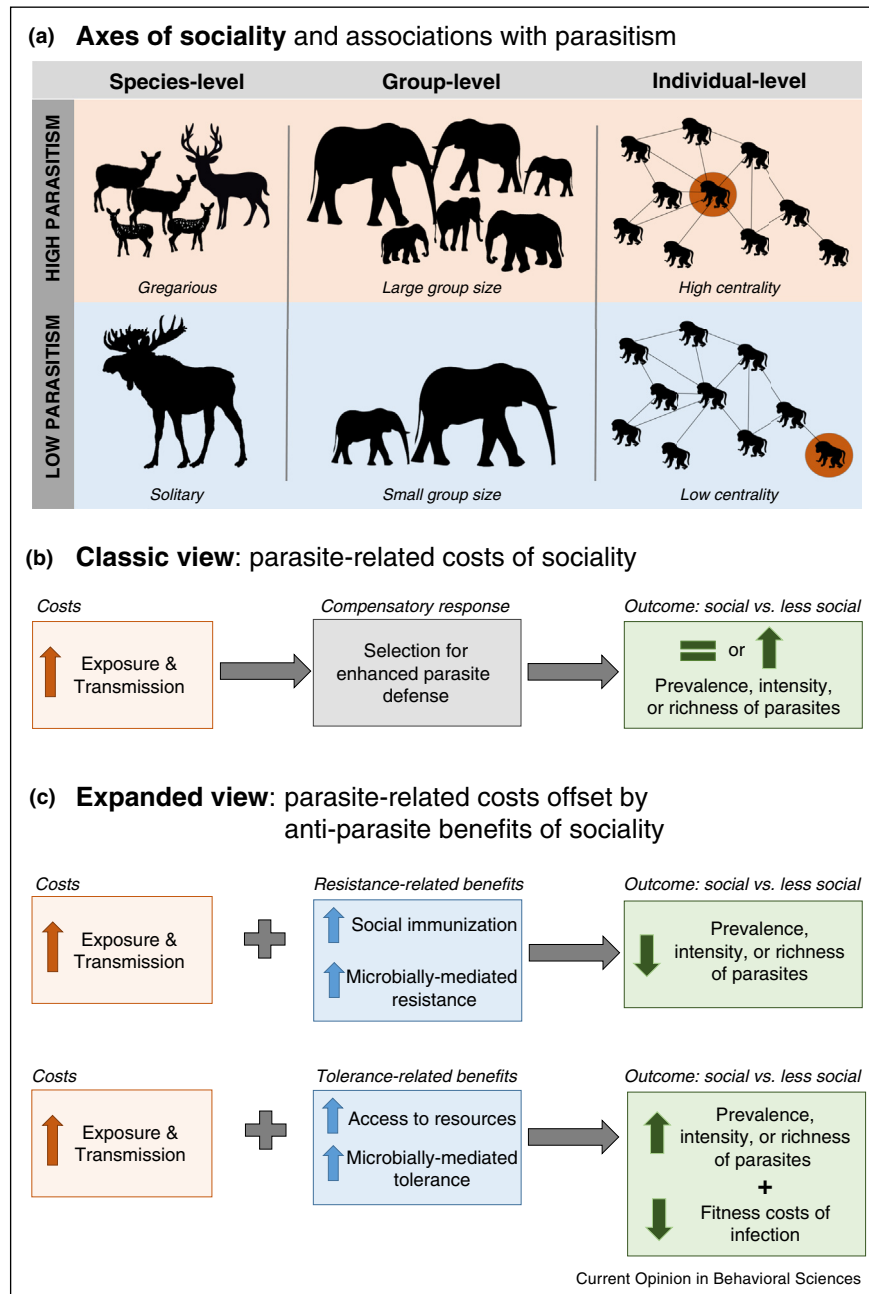 (a) Axes of sociality and associations with parasitism
Species-level
Group-level
Individual-level
HIGH PARASITISM
Gregarious
Large group size
High centrality
LOW PARASITISM
Solitary
Small group size
Low centrality
(b) Classic view: parasite-related costs of sociality
Costs
Exposure &
Transmission
Compensatory response
Selection for
enhanced parasite
defense
Outcome: social vs. less social
or
Prevalence, intensity,
or richness of parasites
(c) Expanded view: parasite-related costs offset by
anti-parasite benefits of sociality
Costs
Exposure &
Transmission
Resistance-related benefits
Social immunization
Microbially-mediated
resistance
Outcome: social vs. less social
Prevalence,
intensity, or richness
of parasites
Costs
Exposure &
Transmission
Tolerance-related benefits
Access to resources
Microbially-mediated
tolerance
Outcome: social vs. less social
Prevalence,
intensity, or richness
of parasites
+
Fitness costs of
infection
Current Opinion in Behavioral Sciences